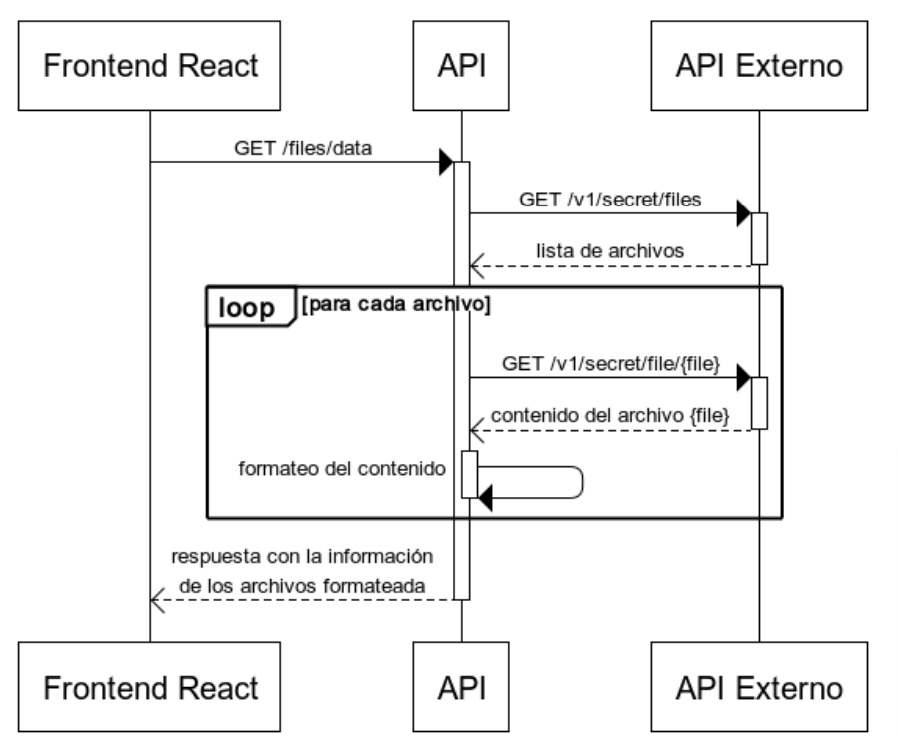 Frontend React
API
API Externo
GET /files/data
GET /v1/secret/files
lista de archivos
loop
[para cada archivo]
GET /v1/secret/file/{file}
contenido del archivo {file}
formateo del contenido
respuesta con la información
de los archivos formateada
Frontend React
API
API Externo